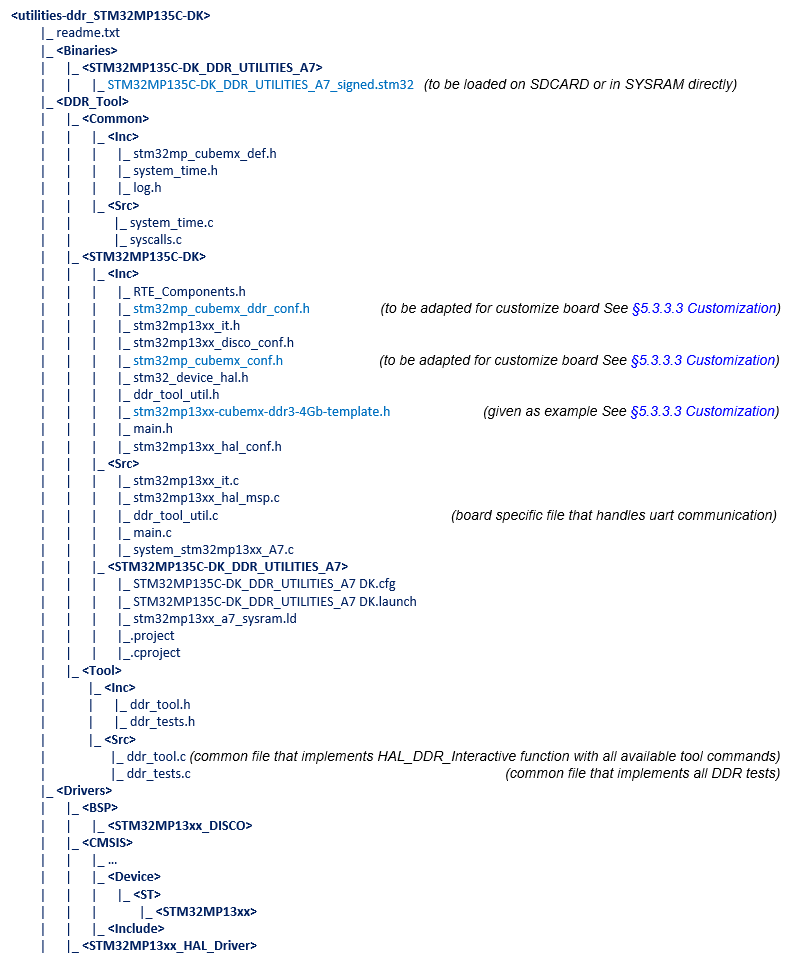 <utilities-ddr_STM32MP135C-DK>
|_ readme.txt
|_ <Binaries>
| |_ <STM32MP135C-DK_DDR_UTILITIES_A7>
| | |_ STM32MP135C-DK_DDR_UTILITIES_A7_signed.stm32 (to be loaded on SDCARD or in SYSRAM directly)
|_ <DDR_Tool>
| |_ <Common>
| | |_ <Inc>
| | | |_ stm32mp_cubemx_def.h
| | | |_ system_time.h
| | | |_ log.h
| | |_ <Src>
| | |_ system_time.c
| | |_ syscalls.c
| |_ <STM32MP135C-DK>
| | |_ <Inc>
| | | |_ RTE_Components.h
| | | |_ stm32mp_cubemx_ddr_conf.h (to be adapted for customize board See §5.3.3.3 Customization)
| | | |_ stm32mp13xx_it.h
| | | |_ stm32mp13xx_disco_conf.h
| | | |_ stm32mp_cubemx_conf.h (to be adapted for customize board See §5.3.3.3 Customization)
| | | |_ stm32_device_hal.h
| | | |_ ddr_tool_util.h
| | | |_ stm32mp13xx-cubemx-ddr3-4Gb-template.h (given as example See §5.3.3.3 Customization)
| | | |_ main.h
| | | |_ stm32mp13xx_hal_conf.h
| | |_ <Src>
| | | |_ stm32mp13xx_it.c
| | | |_ stm32mp13xx_hal_msp.c
| | | |_ ddr_tool_util.c (board specific file that handles uart communication)
| | | |_ main.c
| | | |_ system_stm32mp13xx_A7.c
| | |_ <STM32MP135C-DK_DDR_UTILITIES_A7>
| | | |_ STM32MP135C-DK_DDR_UTILITIES_A7 DK.cfg
| | | |_ STM32MP135C-DK_DDR_UTILITIES_A7 DK.launch
| | | |_ stm32mp13xx_a7_sysram.ld
| | | |_.project
| | | |_.cproject
| |_ <Tool>
| |_ <Inc>
| | |_ ddr_tool.h
| | |_ ddr_tests.h
| |_ <Src>
| |_ ddr_tool.c (common file that implements HAL_DDR_Interactive function with all available tool commands)
| |_ ddr_tests.c (common file that implements all DDR tests)
|_ <Drivers>
| |_ <BSP>
| | |_ <STM32MP13xx_DISCO>
| |_ <CMSIS>
| | |_ ...
| | |_ <Device>
| | | |_ <ST>
| | | |_ <STM32MP13xx>
| | |_ <Include>
| |_ <STM32MP13xx_HAL_Driver>